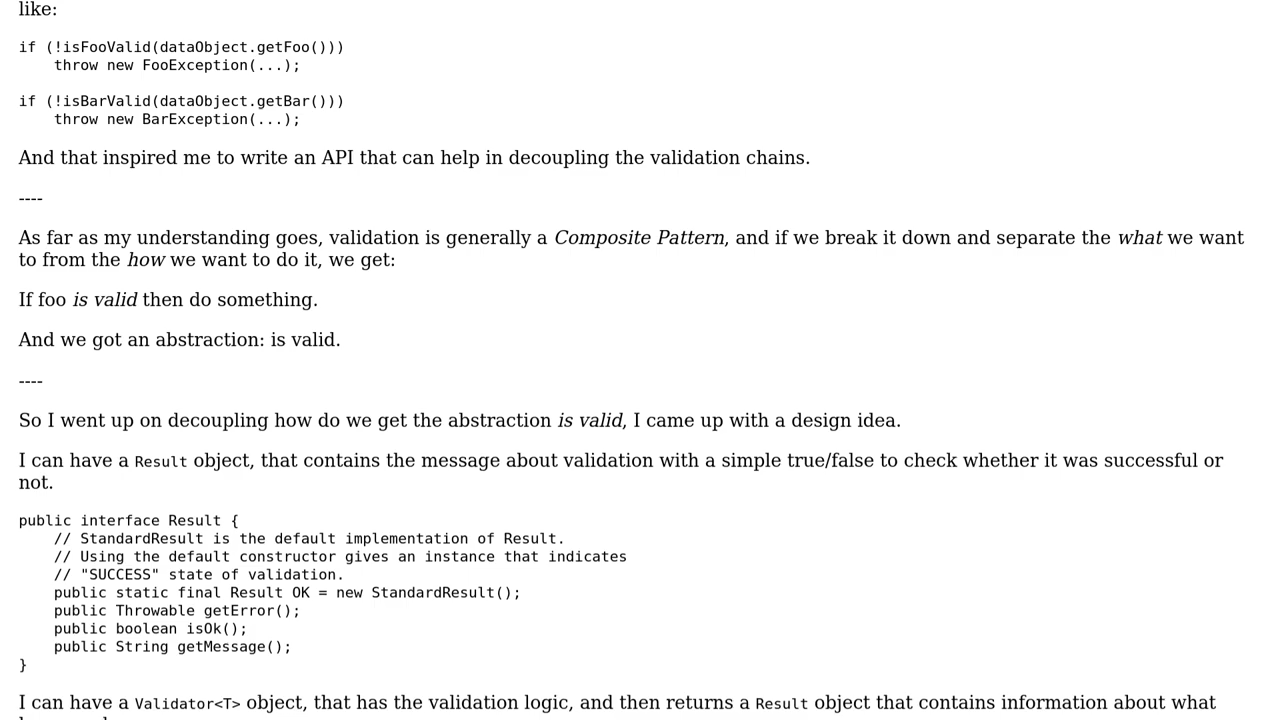 like:
if (!isFooValid(dataObject.getFoo()))
    throw new FooException(...);
if (!isBarValid(dataObject.getBar()))
    throw new BarException(...);
And that inspired me to write an API that can help in decoupling the validation chains.
----
As far as my understanding goes, validation is generally a Composite Pattern, and if we break it down and separate the what we want
to from the how we want to do it, we get:
If foo is valid then do something.
And we got an abstraction: is valid.
----
So I went up on decoupling how do we get the abstraction is valid, I came up with a design idea.
I can have a Result object, that contains the message about validation with a simple true/false to check whether it was successful or
not.
public interface Result {
    // StandardResult is the default implementation of Result.
    // Using the default constructor gives an instance that indicates
    // "SUCCESS" state of validation.
    public static final Result OK = new StandardResult();
    public Throwable getError();
    public boolean isOk();
    public String getMessage();
}
I can have a Validator<T> object, that has the validation logic, and then returns a Result object that contains information about what